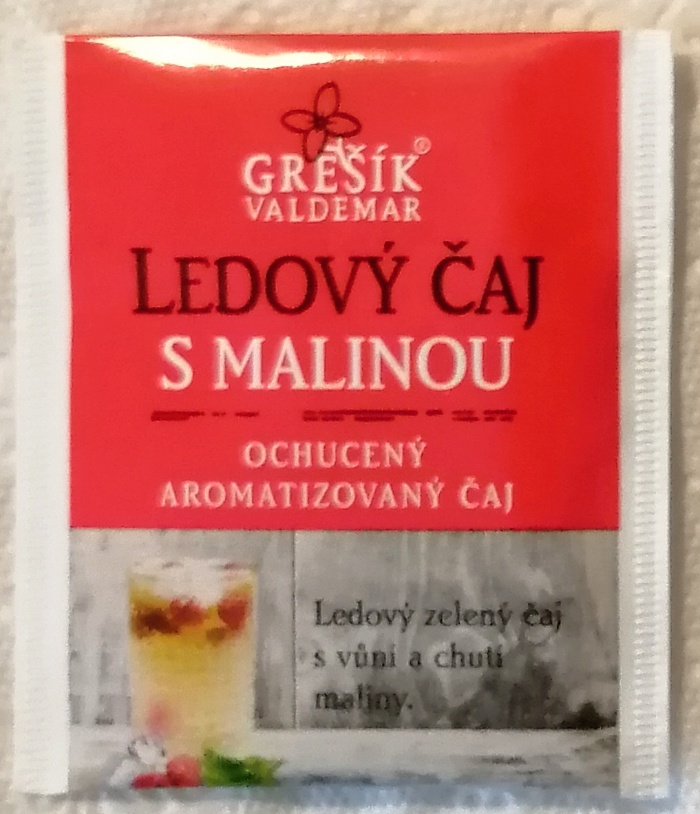 GREŠÍK®
VALDEMAR
LEDOVÝ ČAJ
S MALINOU
OCHUCENÝ
AROMATIZOVANÝ ČAJ
Ledový zelený čaj
s vůní a chutí
maliny.